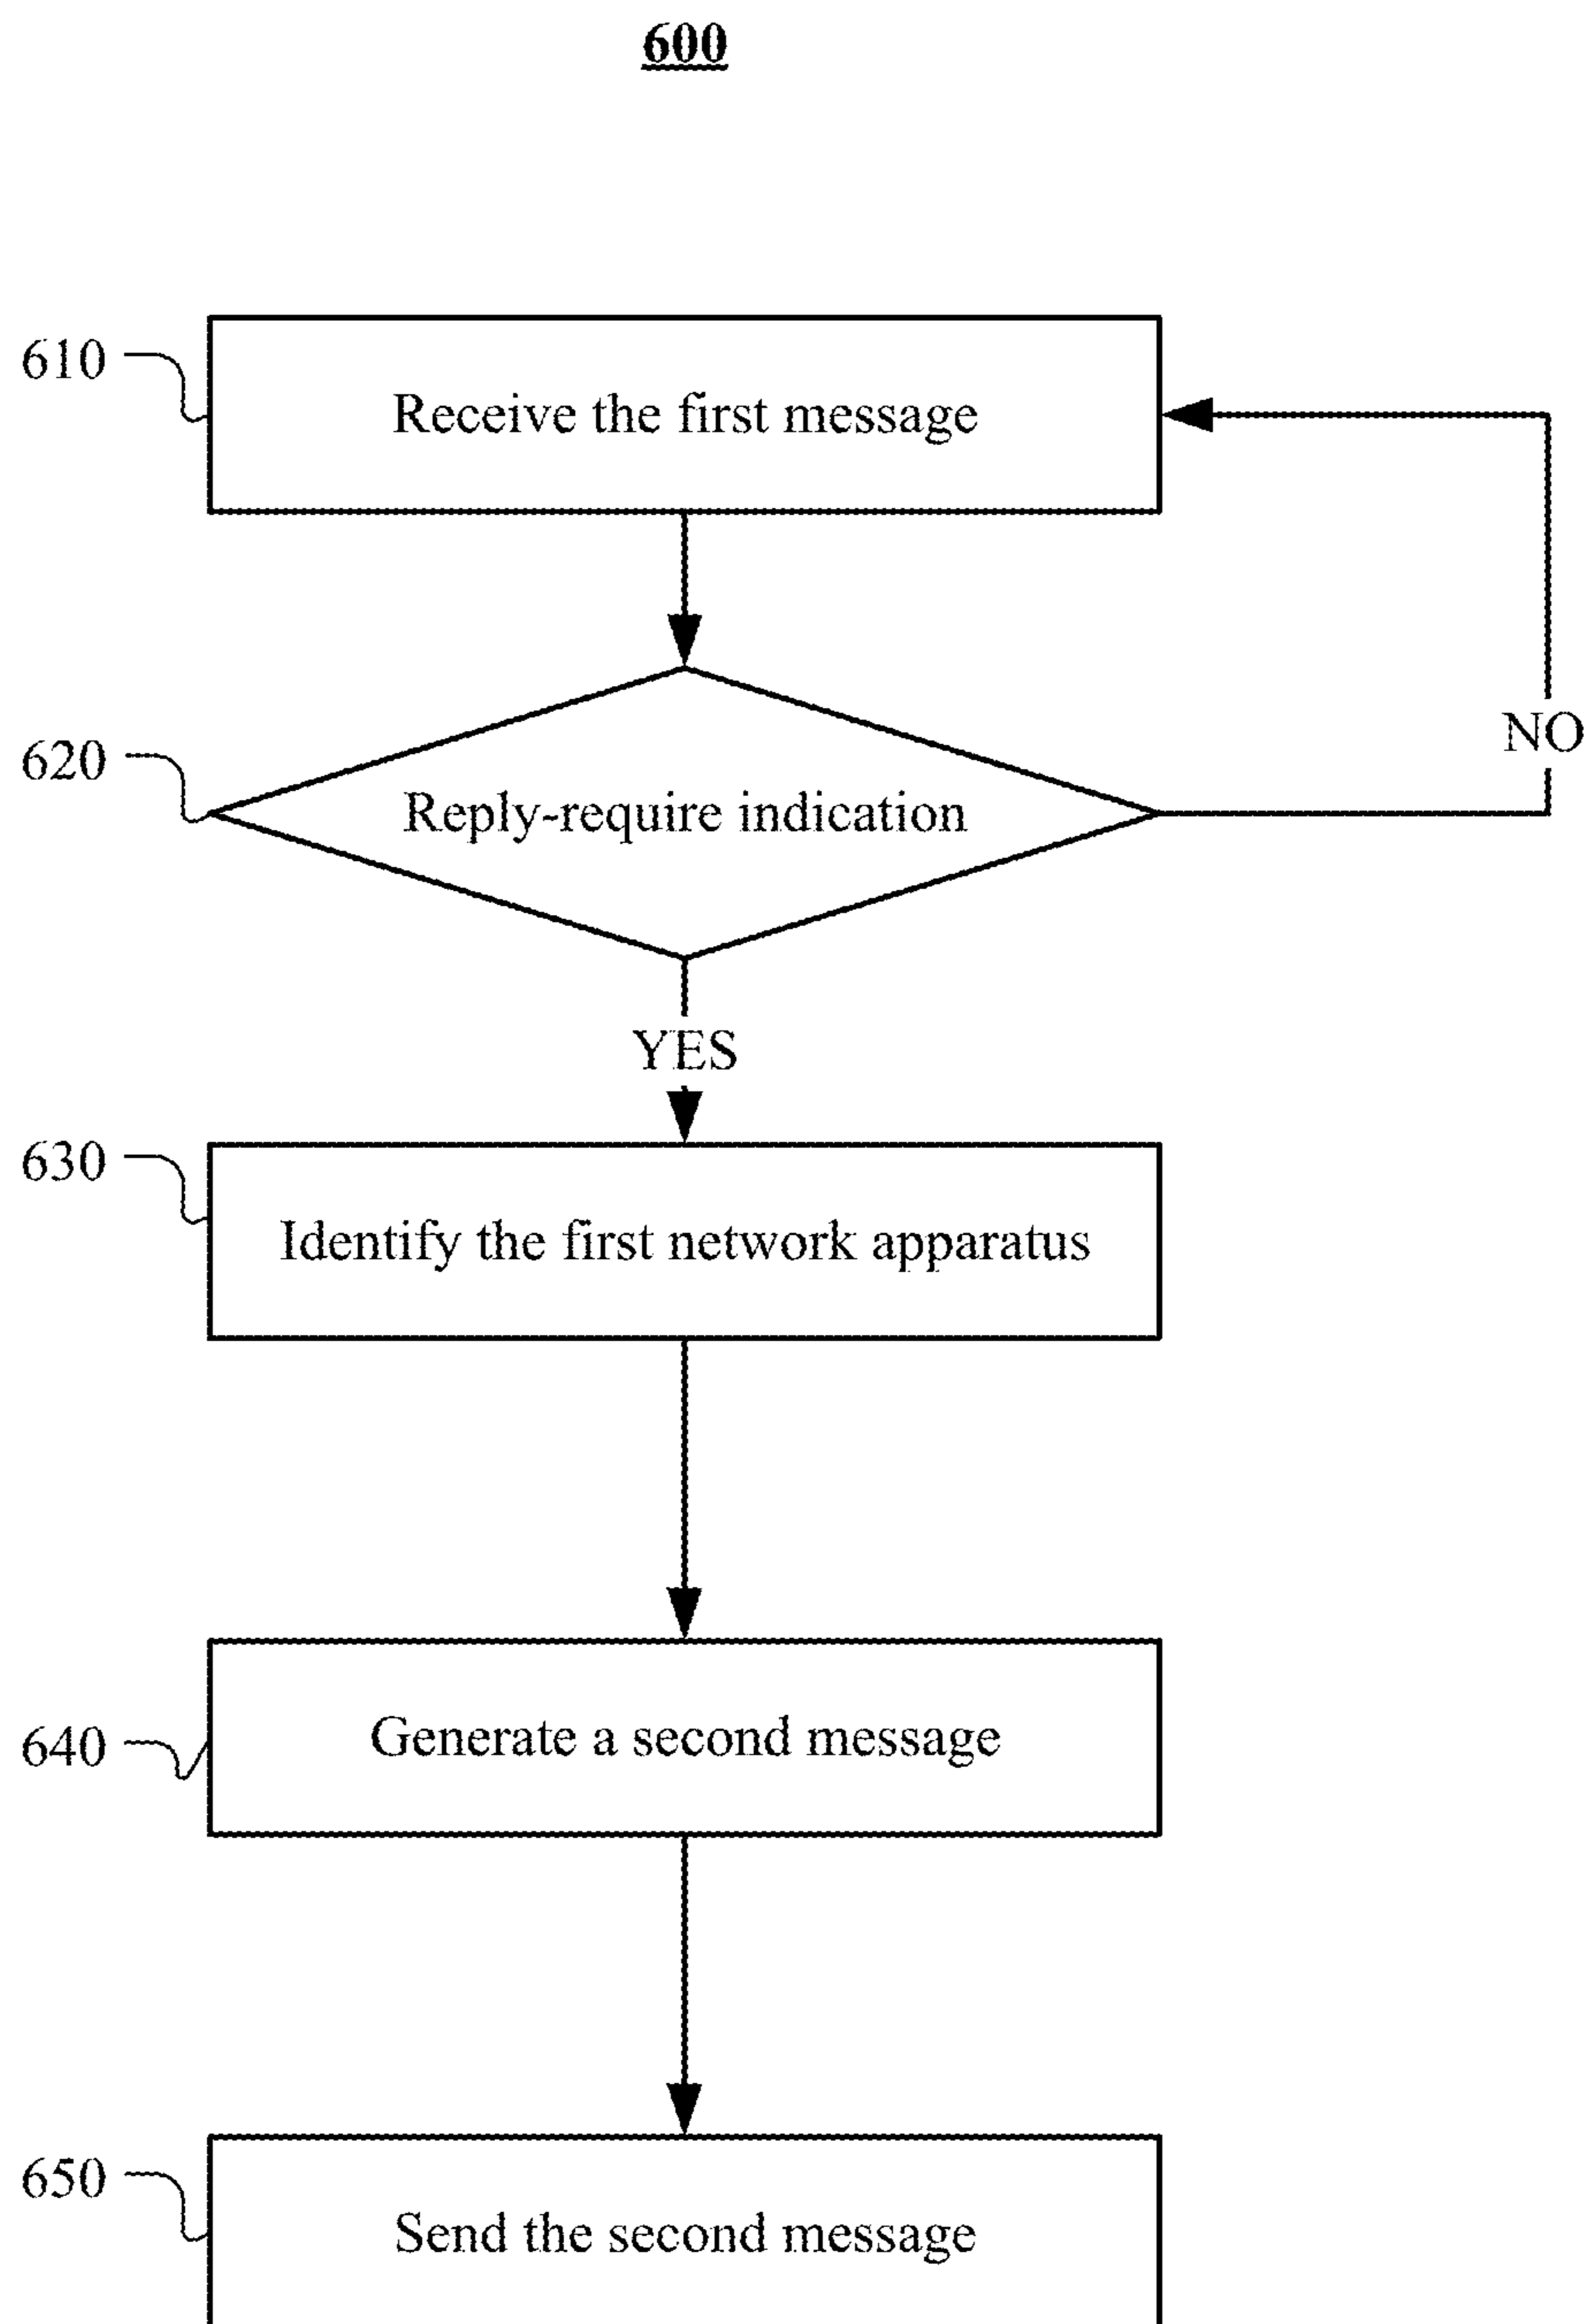 600
610
Receive the first message
620
Reply-require indication
NO
YES
630
Identify the first network apparatus
640
Generate a second message
650
Send the second message